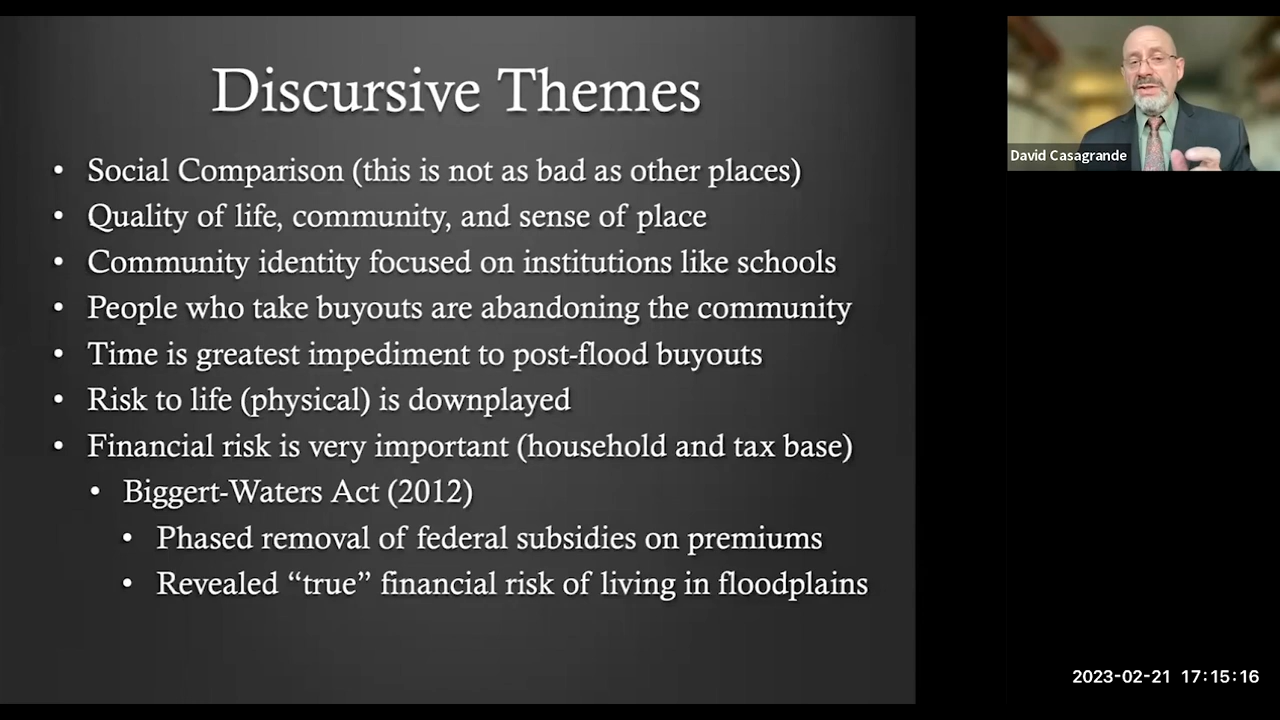 Discursive Themes
• Social Comparison (this is not as bad as other places)
• Quality of life, community, and sense of place
• Community identity focused on institutions like schools
• People who take buyouts are abandoning the community
• Time is greatest impediment to post-flood buyouts
• Risk to life (physical) is downplayed
• Financial risk is very important (household and tax base)
• Biggert-Waters Act (2012)
• Phased removal of federal subsidies on premiums
• Revealed “true” financial risk of living in floodplains
David Casagrande
2023-02-21 17:15:16